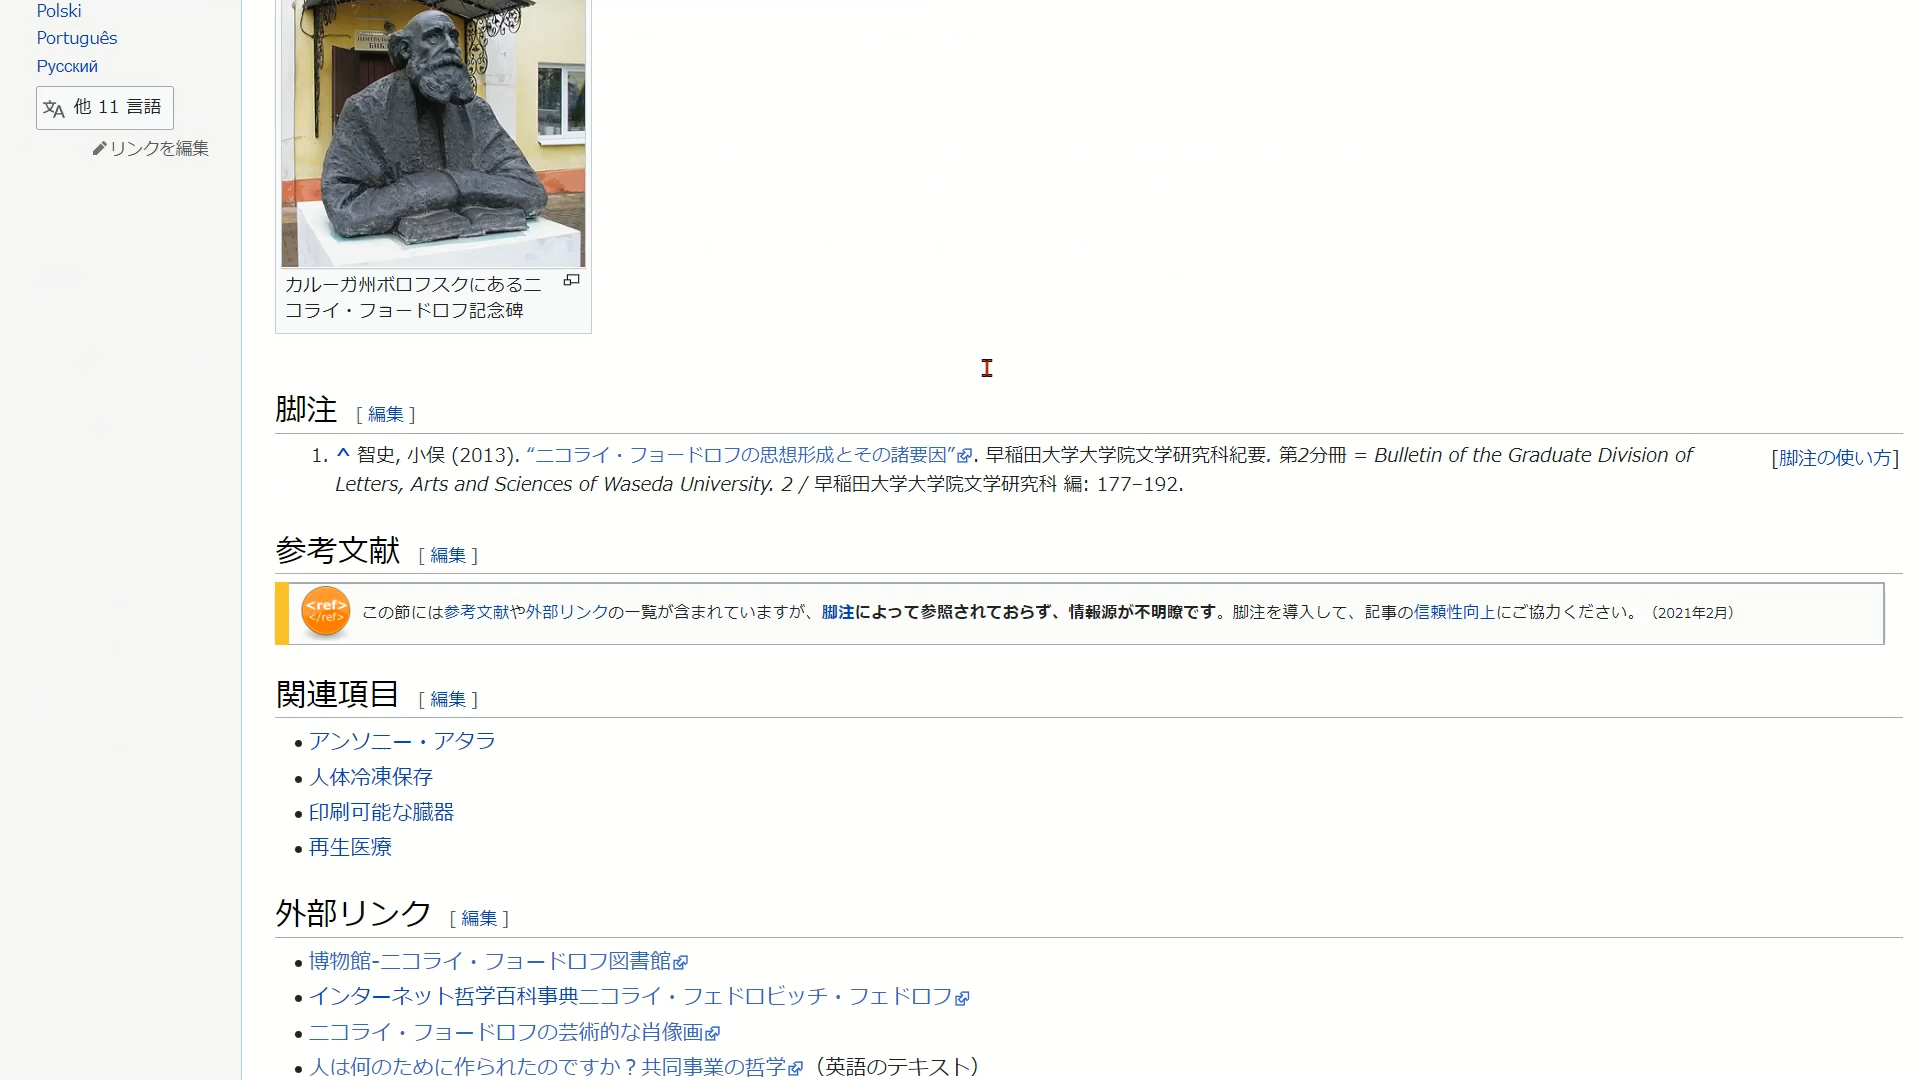 Polski
Português
Русский
他 11 言語
リンクを編集
カルーガ州ボロフスクにあるニ
コライ・フョードロフ記念碑
脚注 [ 編集 ]
1. ^ 智史, 小俣 (2013). “ニコライ・フョードロフの思想形成とその諸要因”. 早稲田大学大学院文学研究科紀要. 第2分冊 = Bulletin of the Graduate Division of
[脚注の使い方]
Letters, Arts and Sciences of Waseda University. 2 / 早稲田大学大学院文学研究科 編: 177–192.
参考文献 [ 編集 ]
<ref>
</ref>
この節には参考文献や外部リンクの一覧が含まれていますが、脚注によって参照されておらず、情報源が不明瞭です。脚注を導入して、記事の信頼性向上にご協力ください。（2021年2月）
関連項目 [ 編集 ]
• アンソニー・アタラ
• 人体冷凍保存
• 印刷可能な臓器
• 再生医療
外部リンク [ 編集 ]
• 博物館-ニコライ・フョードロフ図書館
• インターネット哲学百科事典ニコライ・フェドロビッチ・フェドロフ
• ニコライ・フョードロフの芸術的な肖像画
• 人は何のために作られたのですか？共同事業の哲学（英語のテキスト）